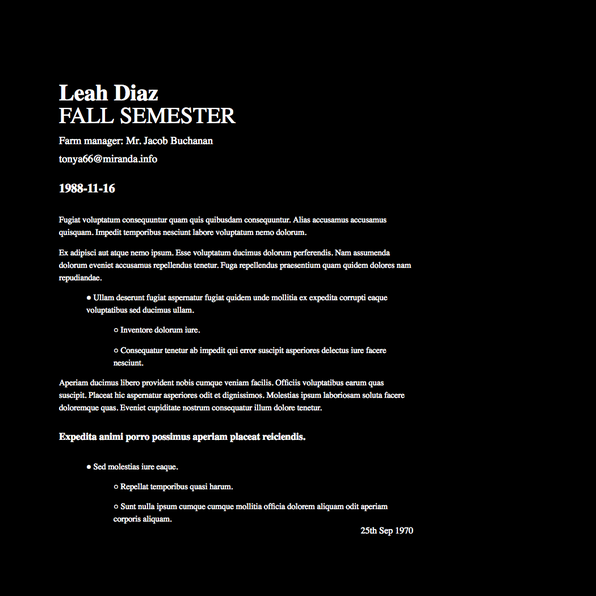 Leah Diaz
FALL SEMESTER
Farm manager: Mr. Jacob Buchanan
tonya66@miranda.info
1988-11-16
Fugiat voluptatum consequuntur quam quis quibusdam consequuntur. Alias accusamus accusamus
quisquam. Impedit temporibus nesciunt labore voluptatum nemo dolorum.
Ex adipisci aut atque nemo ipsum. Esse voluptatum ducimus dolorum perferendis. Nam assumenda
dolorum eveniet accusamus repellendus tenetur. Fuga repellendus praesentium quam quidem dolores nam
repudiandae.
● Ullam deserunt fugiat aspernatur fugiat quidem unde mollitia ex expedita corrupti eaque
voluptatibus sed ducimus ullam.
○ Inventore dolorum iure.
○ Consequatur tenetur ab impedit qui error suscipit asperiores delectus iure facere
nesciunt.
Aperiam ducimus libero provident nobis cumque veniam facilis. Officiis voluptatibus earum quas
suscipit. Placeat hic aspernatur asperiores odit et dignissimos. Molestias ipsum laboriosam soluta facere
doloremque quas. Eveniet cupiditate nostrum consequatur illum dolore tenetur.
Expedita animi porro possimus aperiam placeat reiciendis.
● Sed molestias iure eaque.
○ Repellat temporibus quasi harum.
○ Sunt nulla ipsum cumque cumque mollitia officia dolorem aliquam odit aperiam
corporis aliquam.
25th Sep 1970